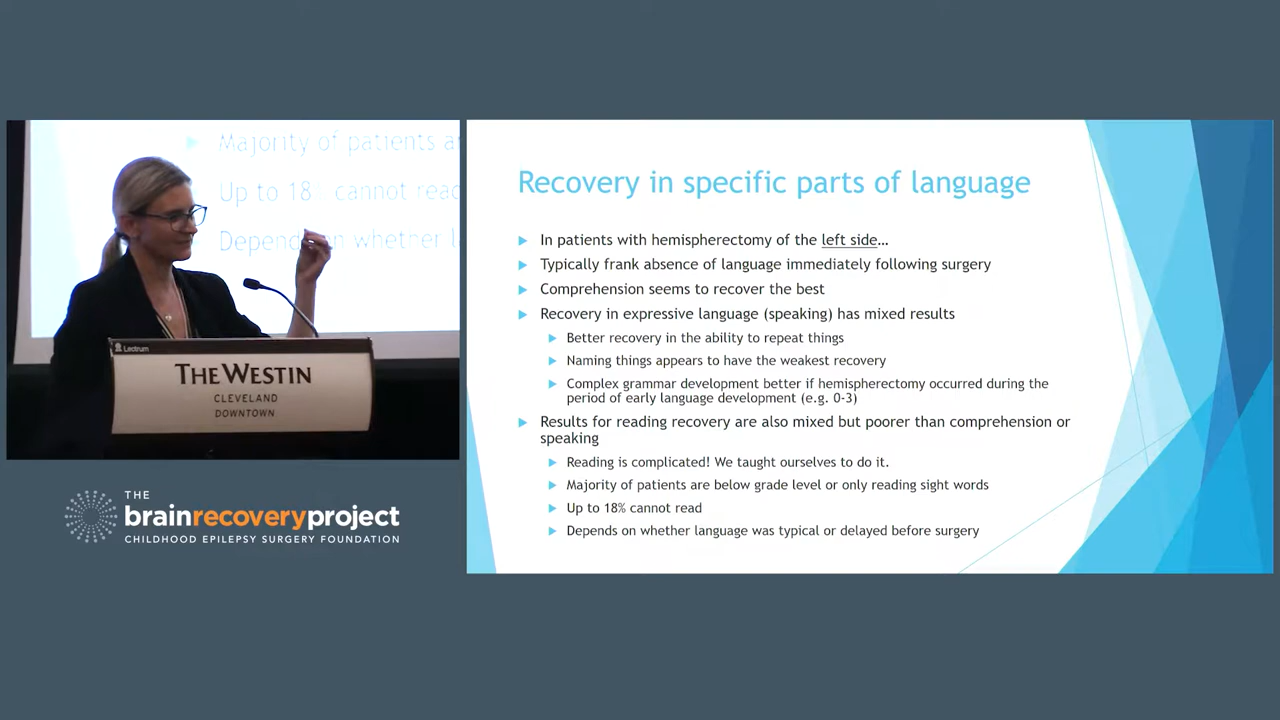 Majority of patients a
Up to 18% cannot read
Depends on whether l
Lectrum
THE WESTIN
CLEVELAND
DOWNTOWN
THE
brainrecoveryproject
CHILDHOOD EPILEPSY SURGERY FOUNDATION
Recovery in specific parts of language
In patients with hemispherectomy of the left side…
Typically frank absence of language immediately following surgery
Comprehension seems to recover the best
Recovery in expressive language (speaking) has mixed results
Better recovery in the ability to repeat things
Naming things appears to have the weakest recovery
Complex grammar development better if hemispherectomy occurred during the
period of early language development (e.g. 0-3)
Results for reading recovery are also mixed but poorer than comprehension or
speaking
Reading is complicated! We taught ourselves to do it.
Majority of patients are below grade level or only reading sight words
Up to 18% cannot read
Depends on whether language was typical or delayed before surgery